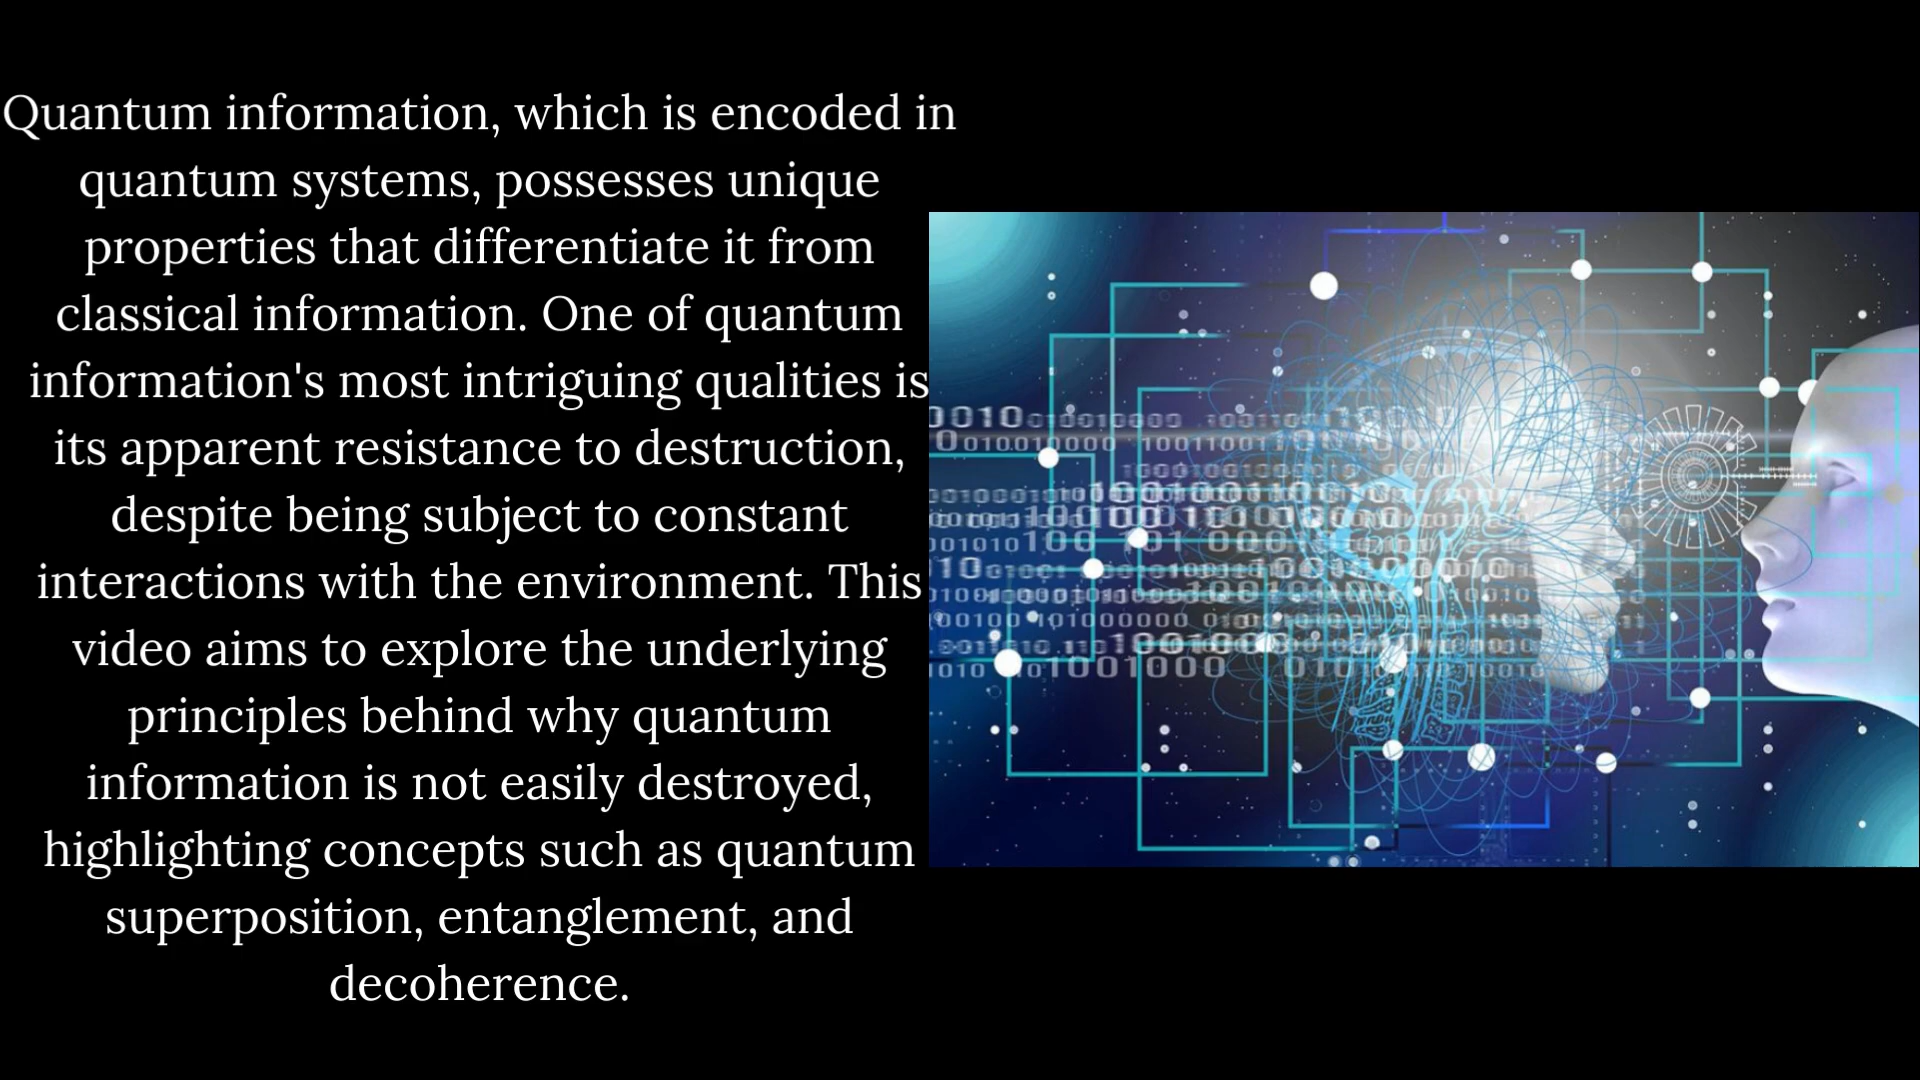 Quantum information, which is encoded in
quantum systems, possesses unique
properties that differentiate it from
classical information. One of quantum
information's most intriguing qualities is
its apparent resistance to destruction,
despite being subject to constant
interactions with the environment. This
video aims to explore the underlying
principles behind why quantum
information is not easily destroyed,
highlighting concepts such as quantum
superposition, entanglement, and
decoherence.